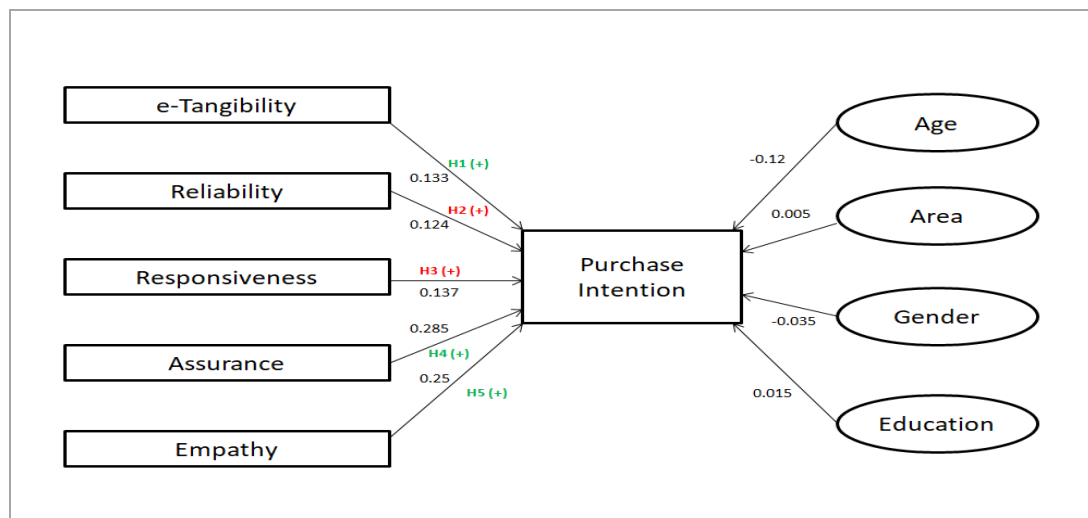 e-Tangibility
H1 (+)
0.133
Reliability
H2 (+)
0.124
Responsiveness
H3 (+)
0.137
Assurance
0.285
H4 (+)
Empathy
0.25
H5 (+)
Purchase
Intention
Age
-0.12
Area
0.005
Gender
-0.035
Education
0.015